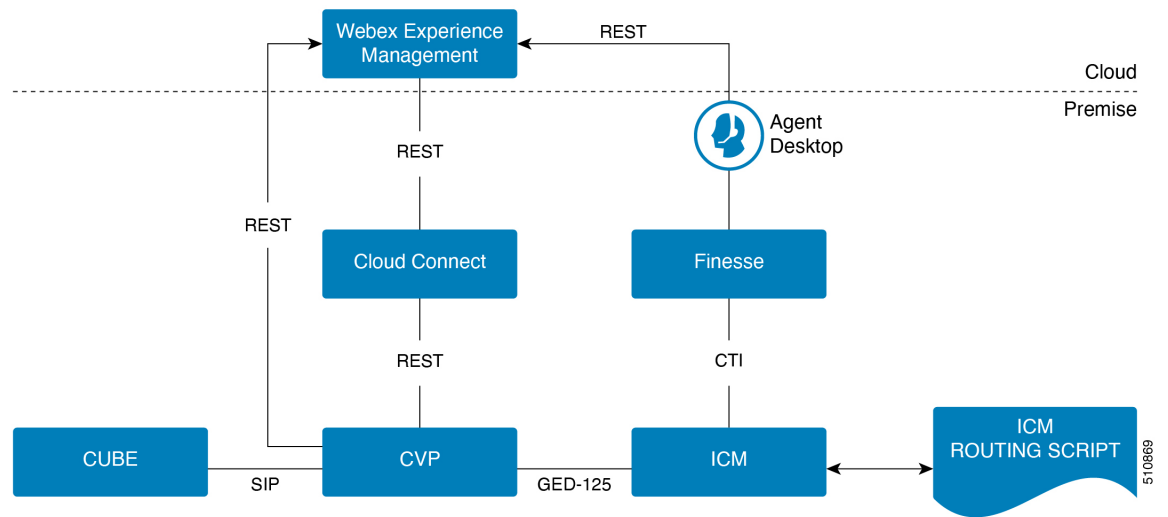 Webex Experience
Management
REST
Cloud
Premise
Agent
Desktop
REST
REST
Cloud Connect
Finesse
REST
CTI
CUBE
SIP
CVP
GED-125
ICM
ICM
ROUTING SCRIPT
510869